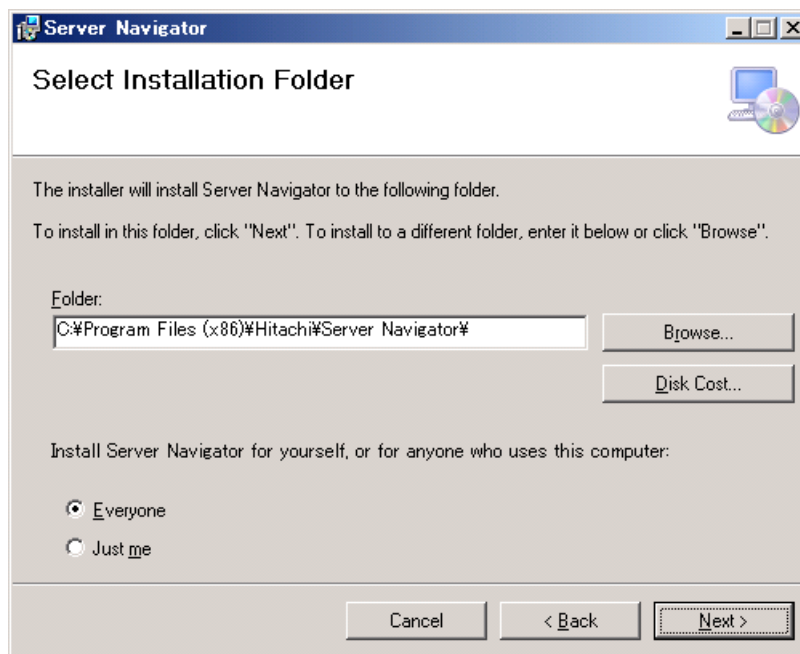 Server Navigator
Select Installation Folder
The installer will install Server Navigator to the following folder.
To install in this folder, click "Next". To install to a different folder, enter it below or click "Browse".
Folder:
C:¥Program Files (x86)¥Hitachi¥Server Navigator¥
Browse...
Disk Cost...
Install Server Navigator for yourself, or for anyone who uses this computer:
Everyone
Just me
Cancel
< Back
Next >